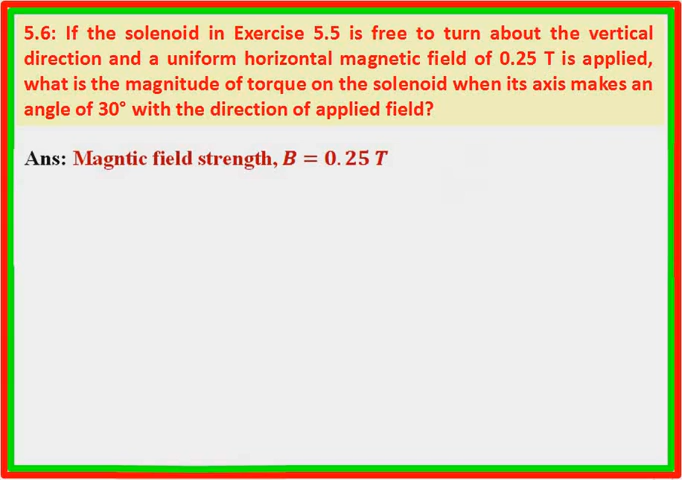 5.6: If the solenoid in Exercise 5.5 is free to turn about the vertical
direction and a uniform horizontal magnetic field of 0.25 T is applied,
what is the magnitude of torque on the solenoid when its axis makes an
angle of 30° with the direction of applied field?
Ans: Magntic field strength, B = 0.25 T